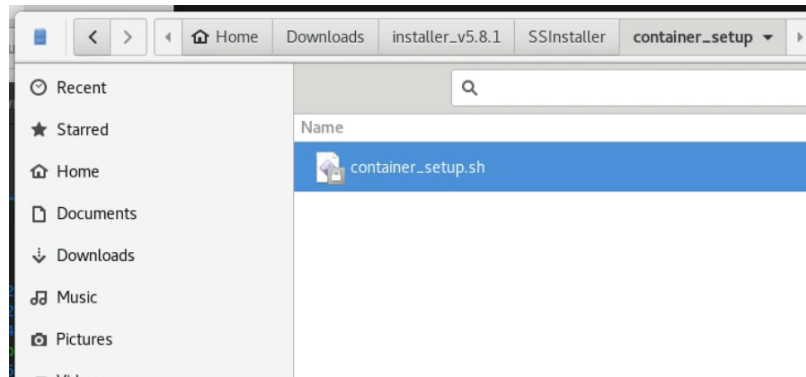 Home Downloads installer_v5.8.1 SSInstaller container_setup
Recent
Starred
Home
Documents
Downloads
Music
Pictures
Name
container_setup.sh